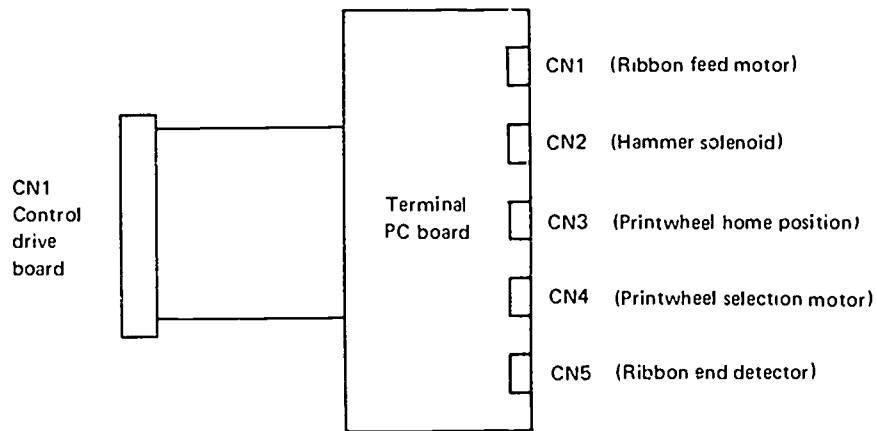 CN1
Control
drive
board
Terminal
PC board
CN1 (Ribbon feed motor)
CN2 (Hammer solenoid)
CN3 (Printwheel home position)
CN4 (Printwheel selection motor)
CN5 (Ribbon end detector)